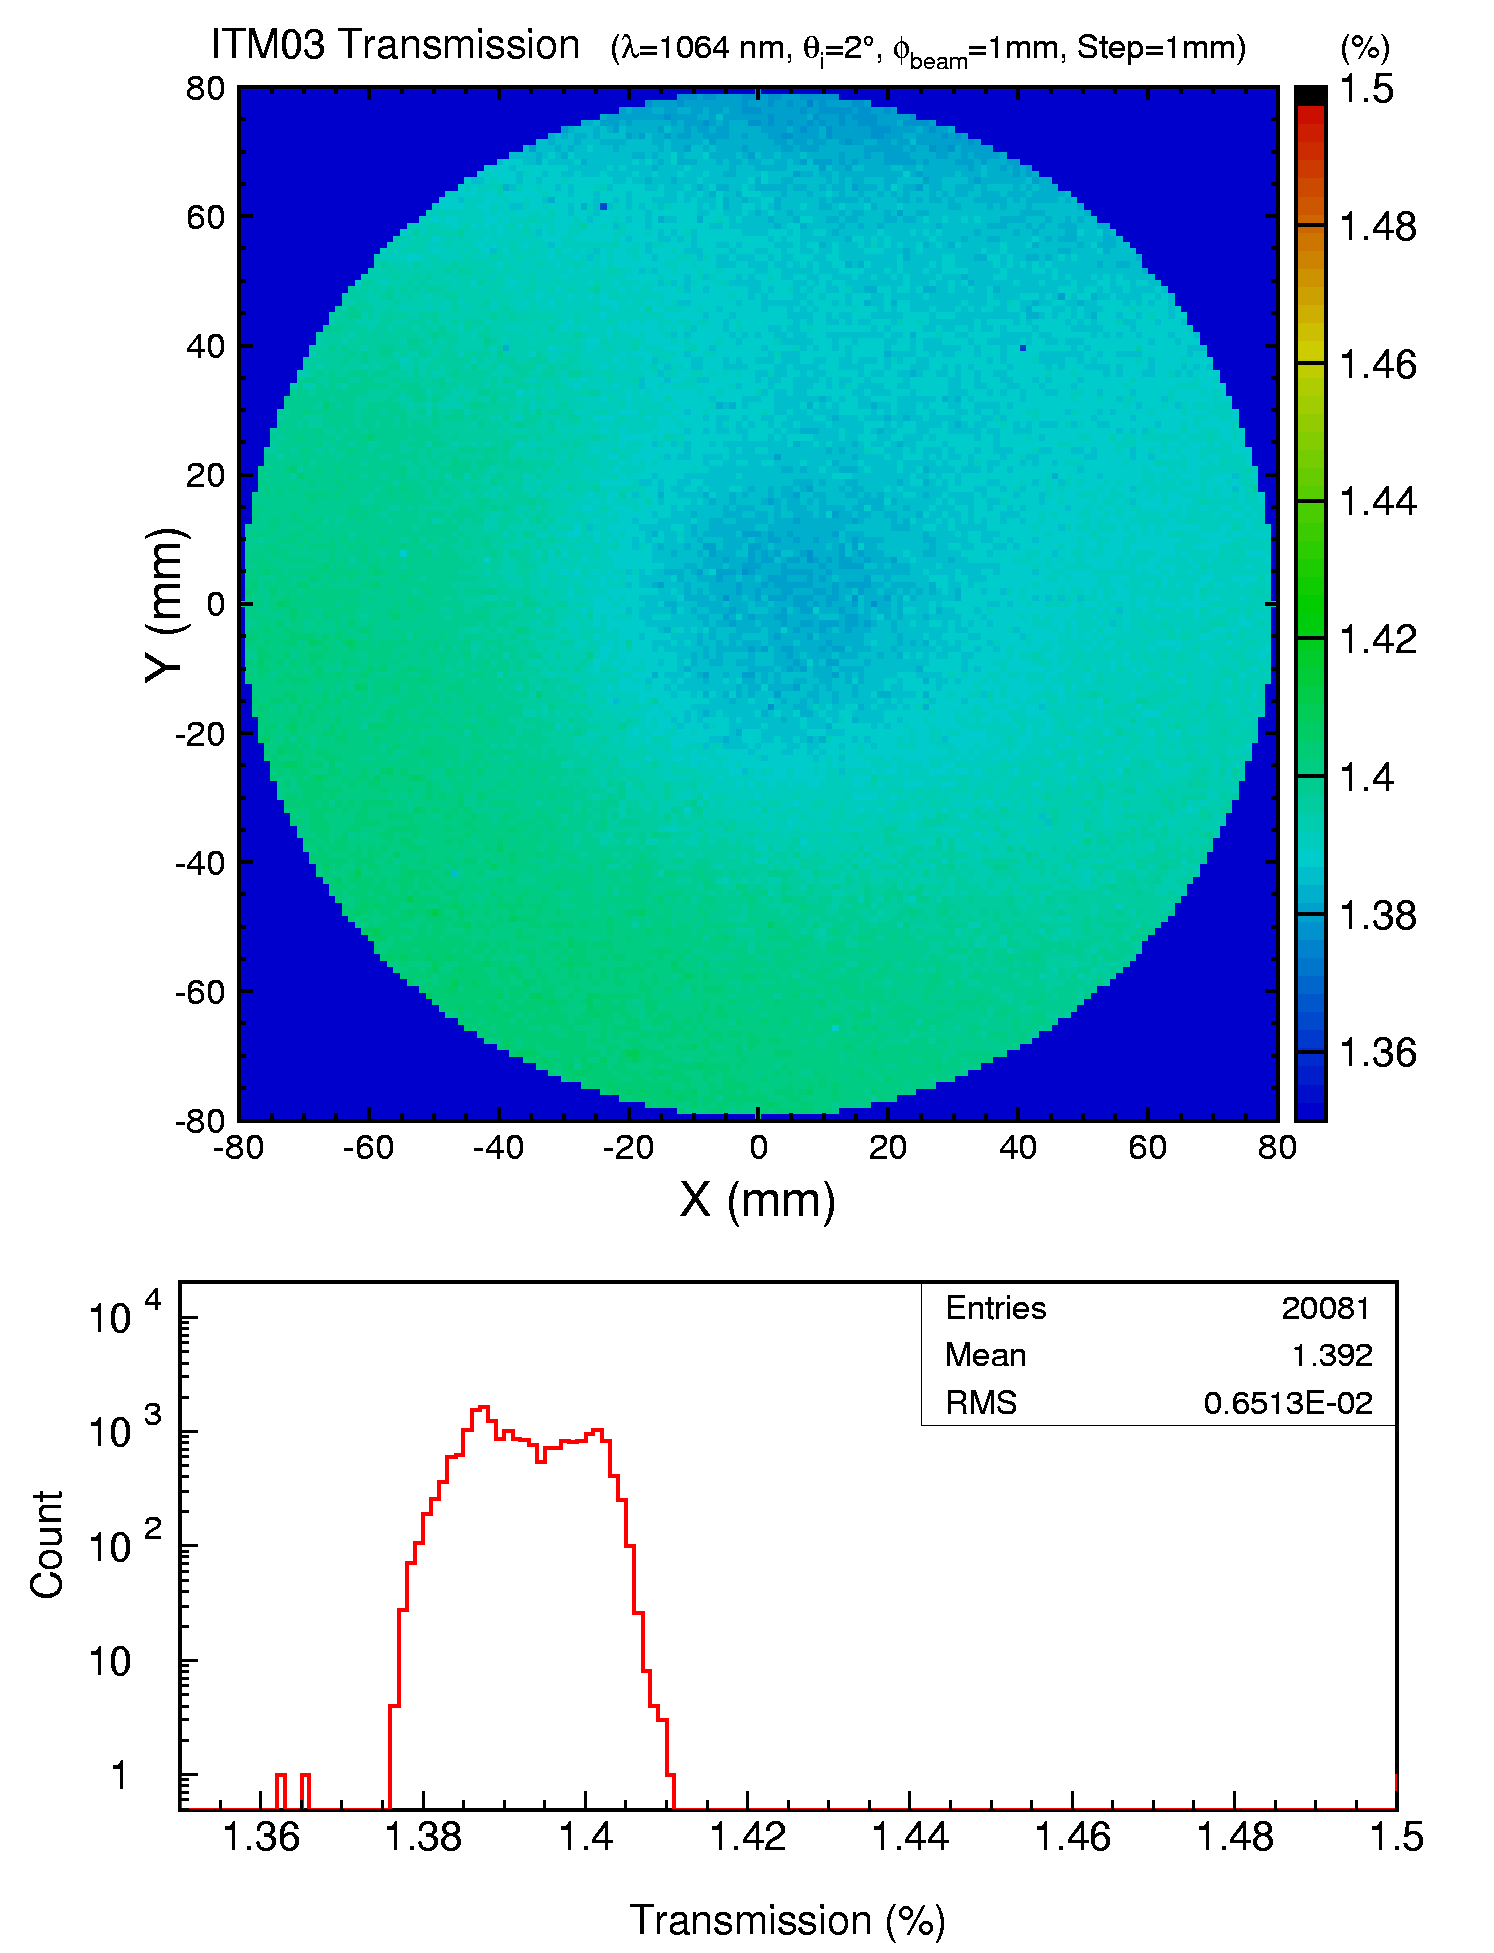 ITM03 Transmission (λ=1064 nm, θi=2°, ϕbeam=1mm, Step=1mm) (%)
80
60
40
20
0
-20
-40
-60
-80
Y (mm)
-80 -60 -40 -20 0 20 40 60 80
X (mm)
1.5
1.48
1.46
1.44
1.42
1.4
1.38
1.36
Entries 20081
Mean 1.392
RMS 0.6513E-02
10 4
10 3
10 2
10
1
Count
1.36 1.38 1.4 1.42 1.44 1.46 1.48 1.5
Transmission (%)